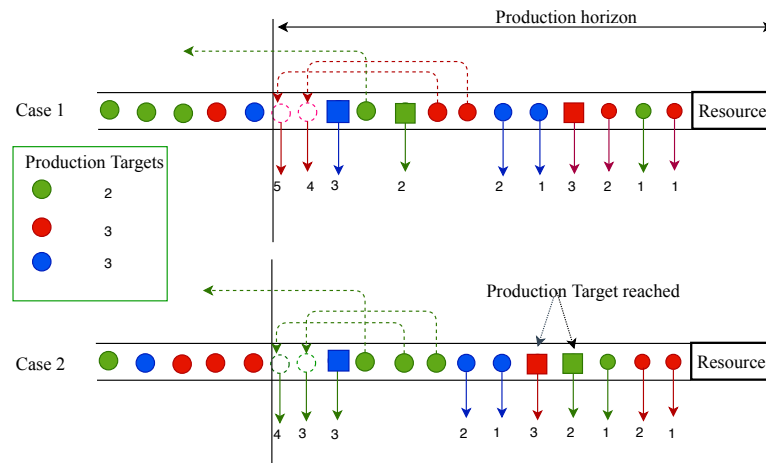 Production horizon
Case 1
Resource
5 4 3 2 2 1 3 2 1 1
Production Targets
2
3
3
Production Target reached
Case 2
Resource
4 3 3 2 1 3 2 1 2 1